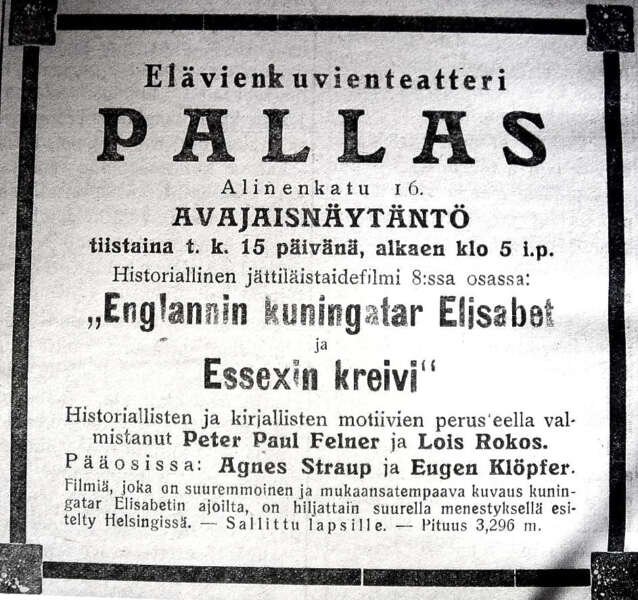 Elävienkuvienteatteri
PALLAS
Alinenkatu 16.
AVAJAISNÄYTÄNTÖ
tiistaina t. k. 15 päivänä, alkaen klo 5 i.p.
Historiallinen jättiläistaidefilmi 8:ssa osassa:
„Englannin kuningatar Elisabet
ja
Essexin kreivi“
Historiallisten ja kirjallisten motiivien perus'eella val-
mistanut Peter Paul Felner ja Lois Rokos.
Pääosissa: Agnes Straup ja Eugen Klöpfer.
Filmiä, joka on suuremmoinen ja mukaansatempaava kuvaus kunin-
gatar Elisabetin ajoilta, on hiljattain suurella menestyksellä esi-
telty Helsingissä. — Sallittu lapsille. — Pituus 3,296 m.